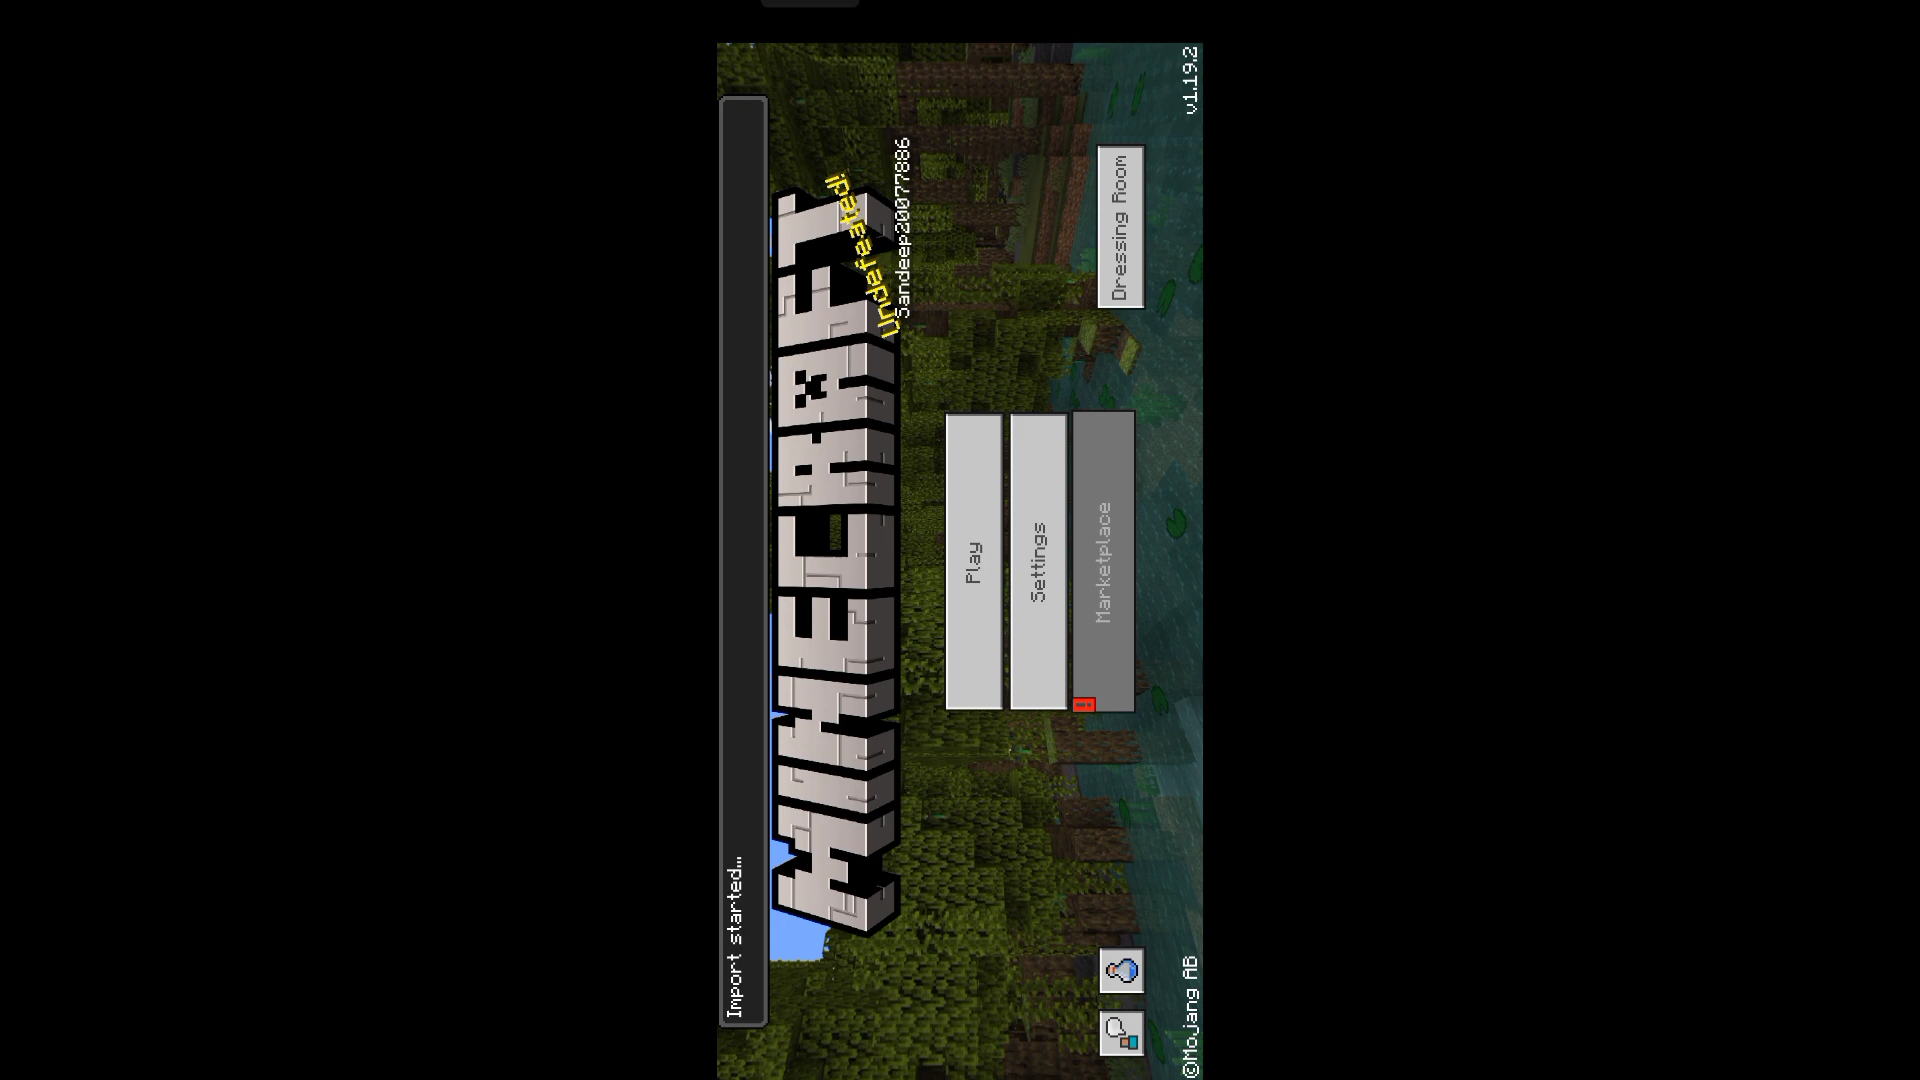 Import started...
MINECRAFT
Undefeated!
Sandeep20077886
Play
Settings
Marketplace
Dressing Room
©Mojang AB
v1.19.2